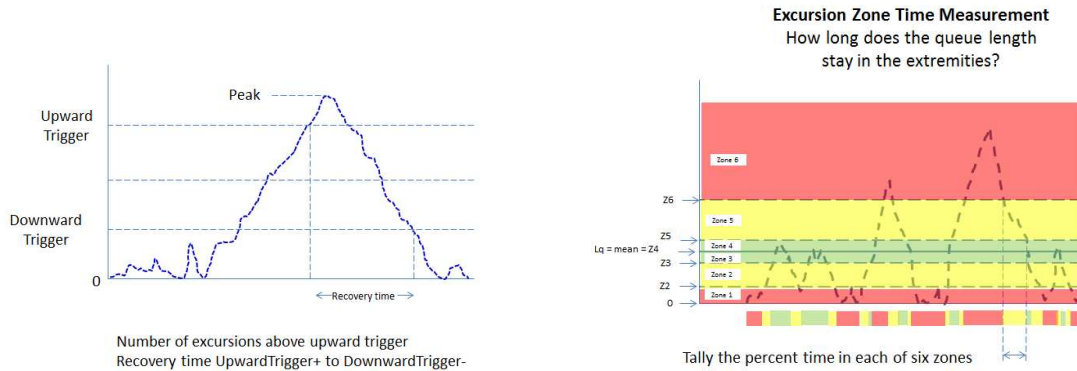 Peak
Upward
Trigger
Downward
Trigger
0
Recovery time
Number of excursions above upward trigger
Recovery time UpwardTrigger+ to DownwardTrigger-
Excursion Zone Time Measurement
How long does the queue length
stay in the extremities?
Zone 6
Z6
Zone 5
Z5
Zone 4
Lq = mean = Z4
Zone 3
Z3
Zone 2
Z2
Zone 1
0
Tally the percent time in each of six zones